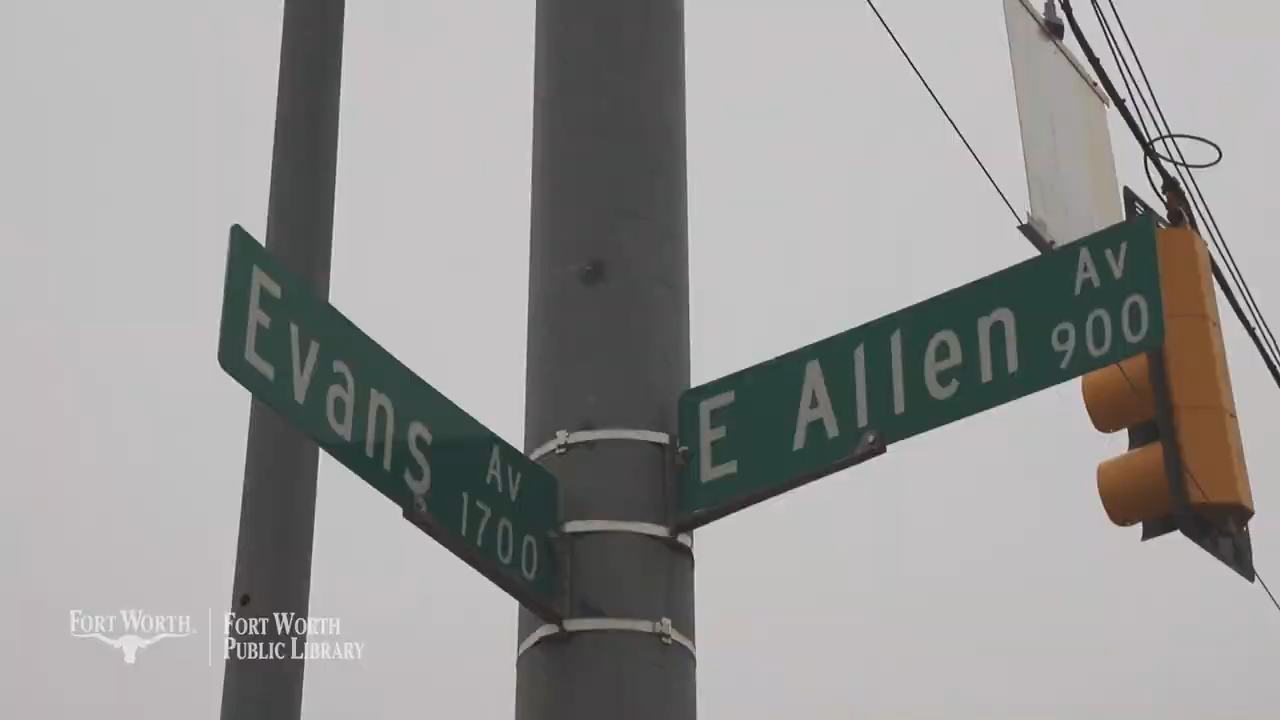 Evans
Av
1700
E Allen
Av
900
FORT WORTH
FORT WORTH
PUBLIC LIBRARY